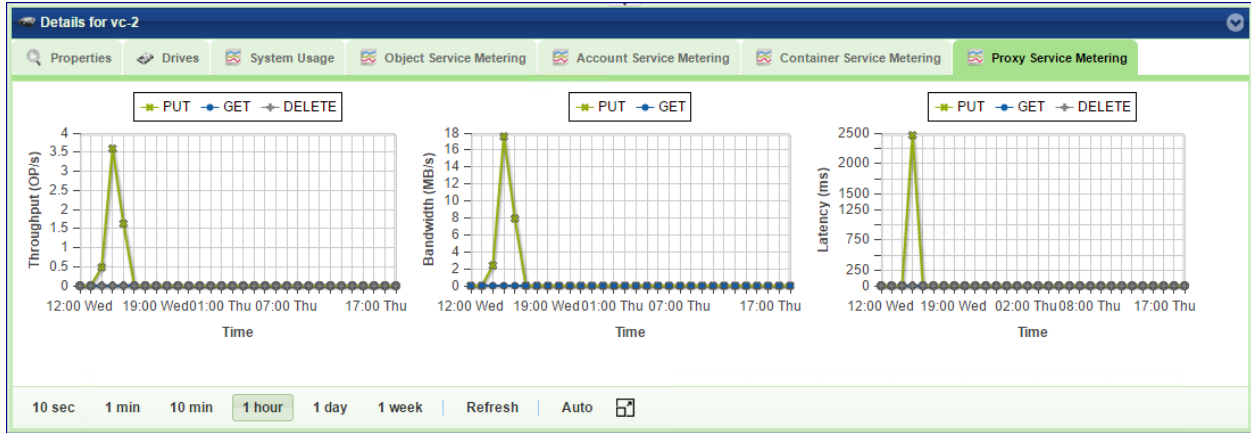 Details for vc-2
Properties Drives System Usage Object Service Metering Account Service Metering Container Service Metering Proxy Service Metering
PUT GET DELETE
Throughput (OP/s)
4
3.5
3
2.5
2
1.5
1
0.5
0
12:00 Wed 19:00 Wed 01:00 Thu 07:00 Thu 17:00 Thu
Time
PUT GET
Bandwidth (MB/s)
18
16
14
12
10
8
6
4
2
0
12:00 Wed 19:00 Wed 01:00 Thu 07:00 Thu 17:00 Thu
Time
PUT GET DELETE
Latency (ms)
2500
2000
1500
1250
750
250
0
12:00 Wed 19:00 Wed 02:00 Thu 08:00 Thu 17:00 Thu
Time
10 sec 1 min 10 min 1 hour 1 day 1 week Refresh Auto